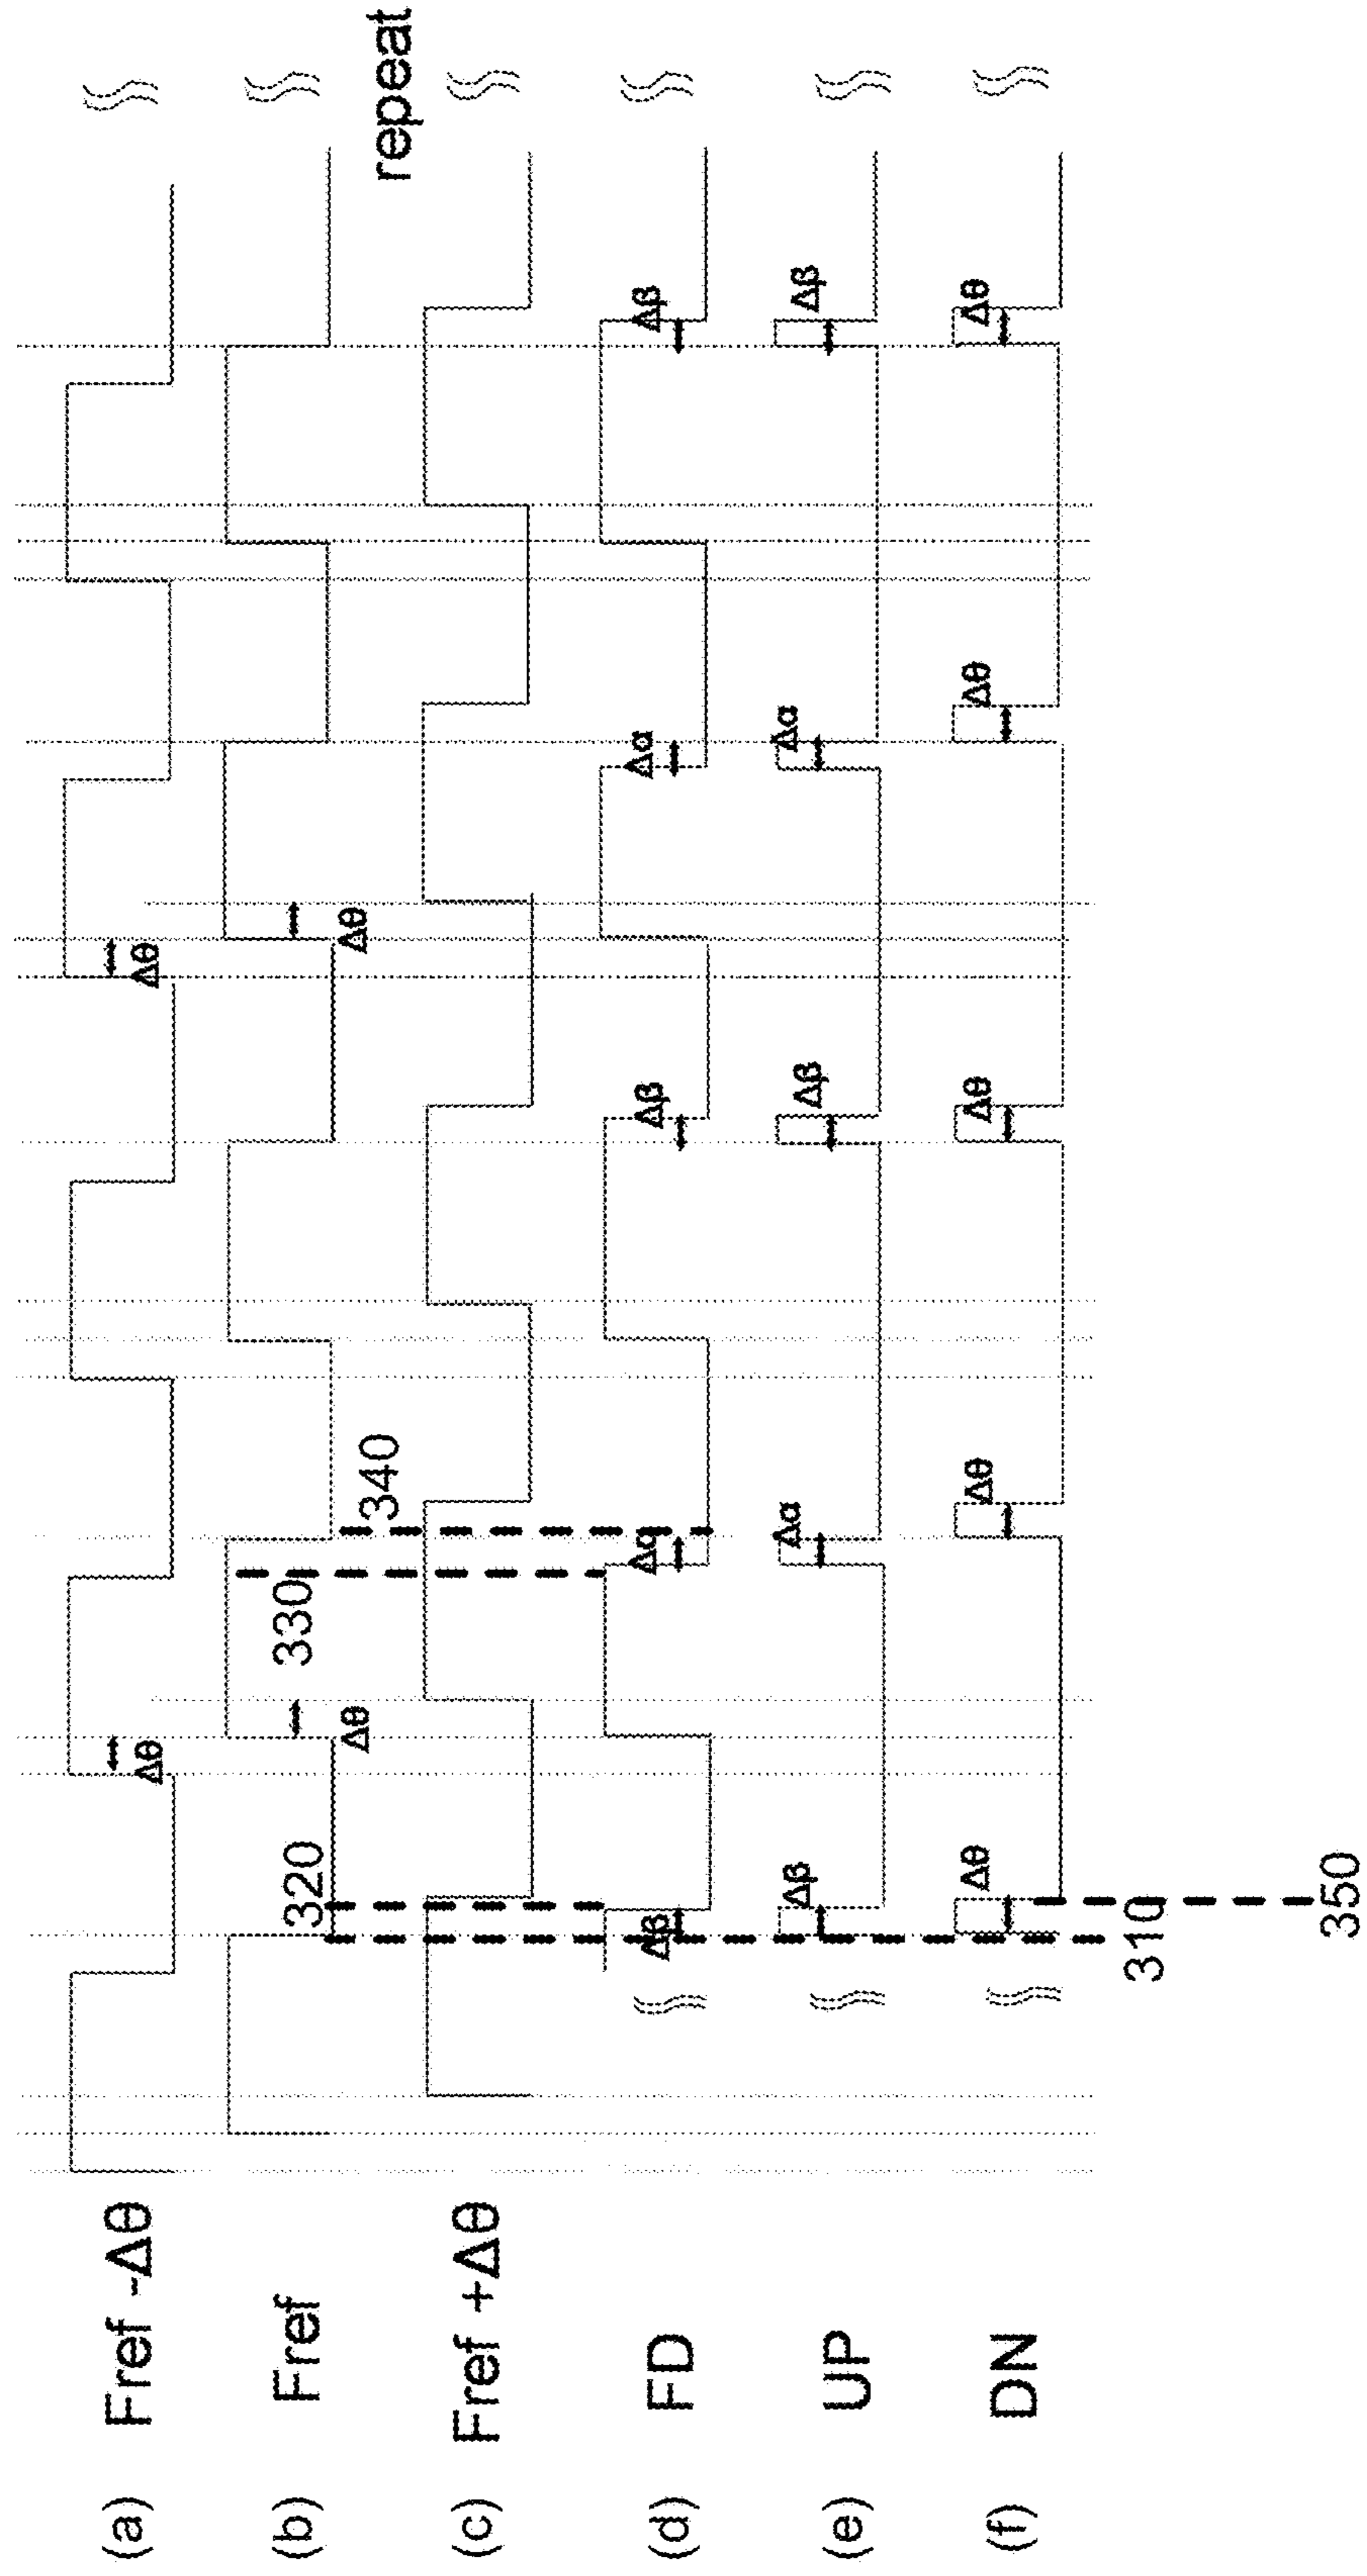 (a) Fref -Δθ
Δθ
Δθ
(b) Fref
320
Δθ
330
Δθ
340
repeat
(c) Fref +Δθ
(d) FD
Δβ
Δα
Δβ
Δα
Δβ
(e) UP
Δβ
Δα
Δβ
Δα
Δβ
(f) DN
Δθ
Δθ
Δθ
Δθ
Δθ
310
350